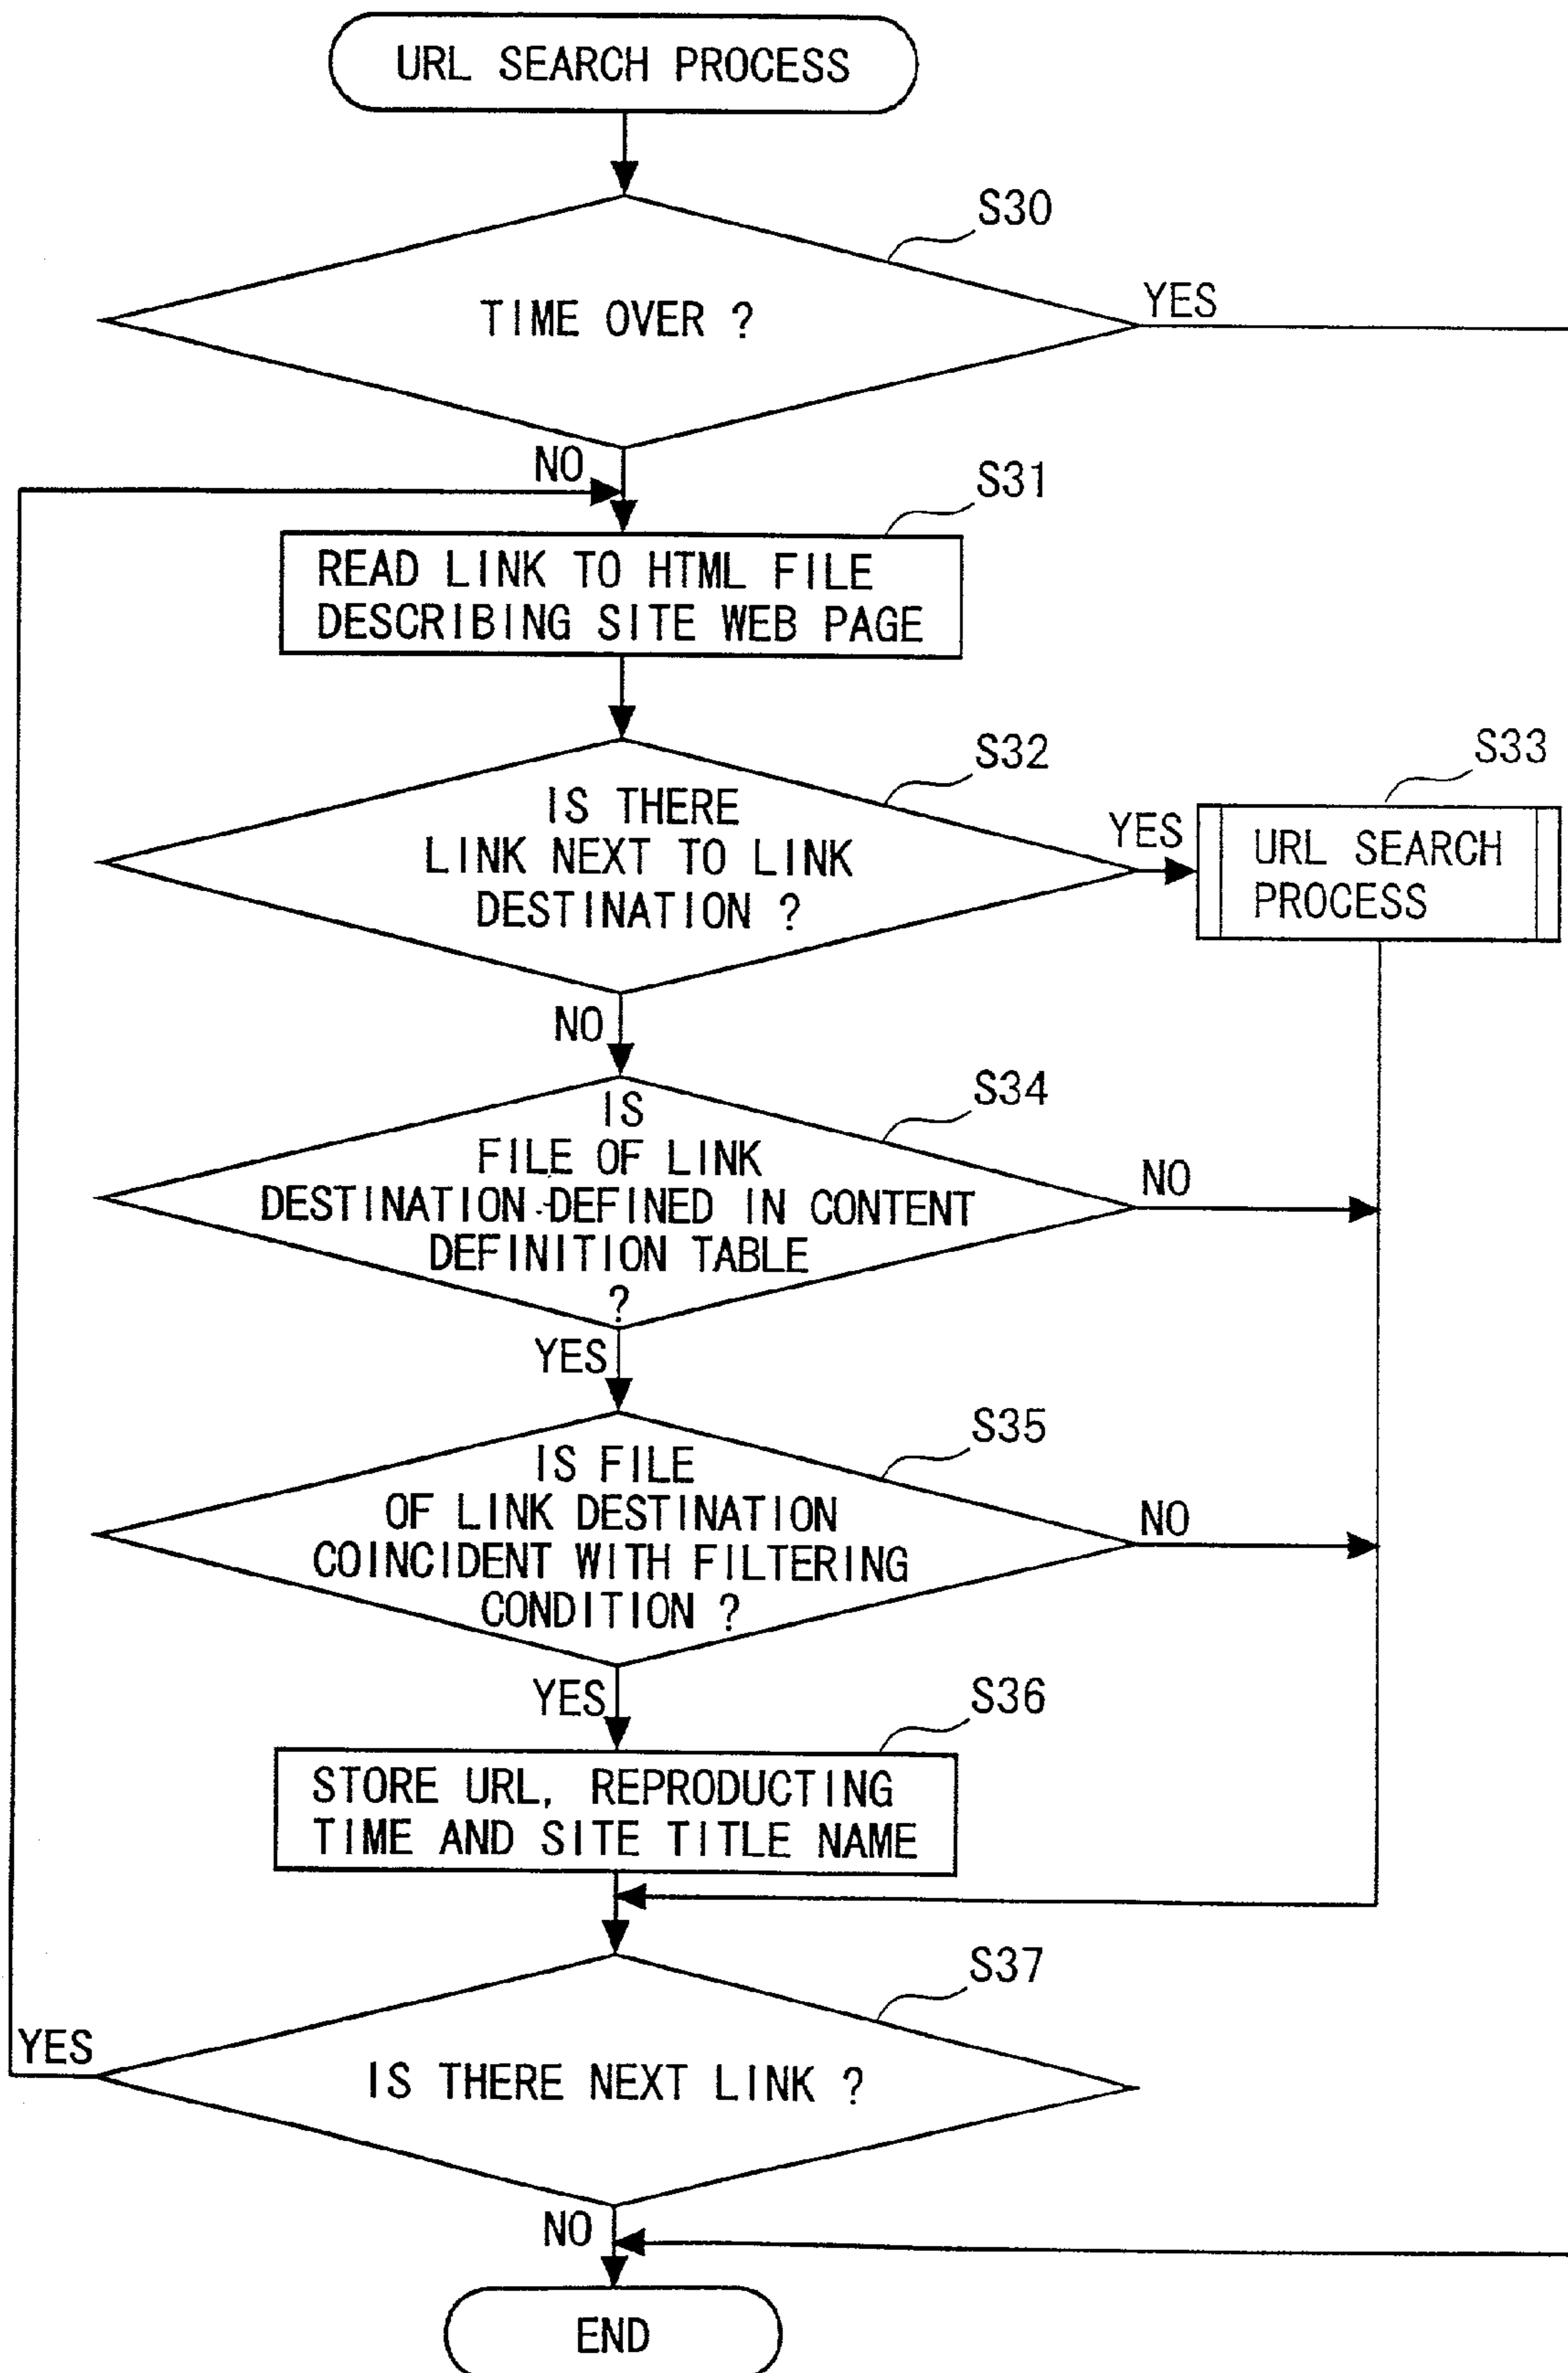 URL SEARCH PROCESS
S30
TIME OVER ?
YES
NO
S31
READ LINK TO HTML FILE
DESCRIBING SITE WEB PAGE
S32
IS THERE
LINK NEXT TO LINK
DESTINATION ?
YES
S33
URL SEARCH
PROCESS
NO
S34
IS
FILE OF LINK
DESTINATION DEFINED IN CONTENT
DEFINITION TABLE
?
NO
YES
S35
IS FILE
OF LINK DESTINATION
COINCIDENT WITH FILTERING
CONDITION ?
NO
YES
S36
STORE URL, REPRODUCTING
TIME AND SITE TITLE NAME
S37
IS THERE NEXT LINK ?
YES
NO
END